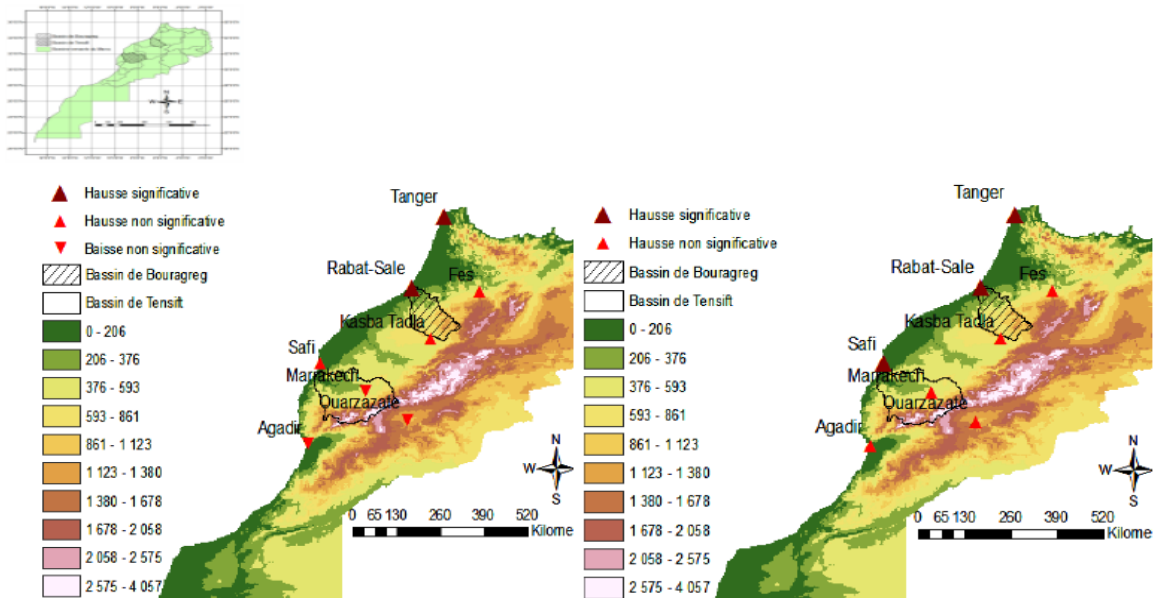 Bassin de Bouragreg
Bassin de Tensift
N
W E
S
Hausse significative
Hausse non significative
Baisse non significative
Bassin de Bouragreg
Bassin de Tensift
0 - 206
206 - 376
376 - 593
593 - 861
861 - 1 123
1 123 - 1 380
1 380 - 1 678
1 678 - 2 058
2 058 - 2 575
2 575 - 4 057
Tanger
Rabat-Sale
Fes
Kasba Tadla
Safi
Marrakech
Ouarzazate
Agadir
N
W E
S
0 65 130 260 390 520
Kilome
Hausse significative
Hausse non significative
Bassin de Bouragreg
Bassin de Tensift
0 - 206
206 - 376
376 - 593
593 - 861
861 - 1 123
1 123 - 1 380
1 380 - 1 678
1 678 - 2 058
2 058 - 2 575
2 575 - 4 057
Tanger
Rabat-Sale
Fes
Kasba Tadla
Safi
Marrakech
Ouarzazate
Agadir
N
W E
S
0 65 130 260 390 520
Kilome